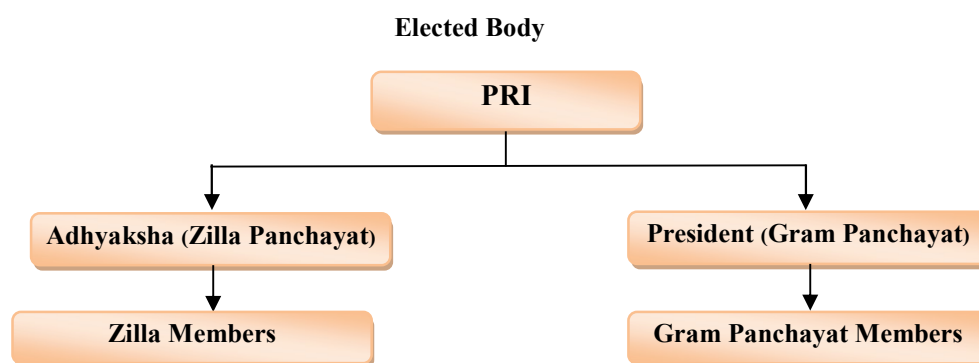 Elected Body
PRI
Adhyaksha (Zilla Panchayat)
President (Gram Panchayat)
Zilla Members
Gram Panchayat Members